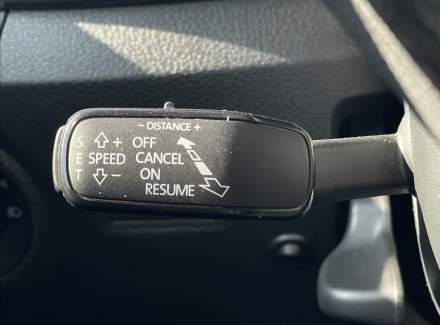 - DISTANCE +
S + OFF
E SPEED CANCEL
T - ON
RESUME